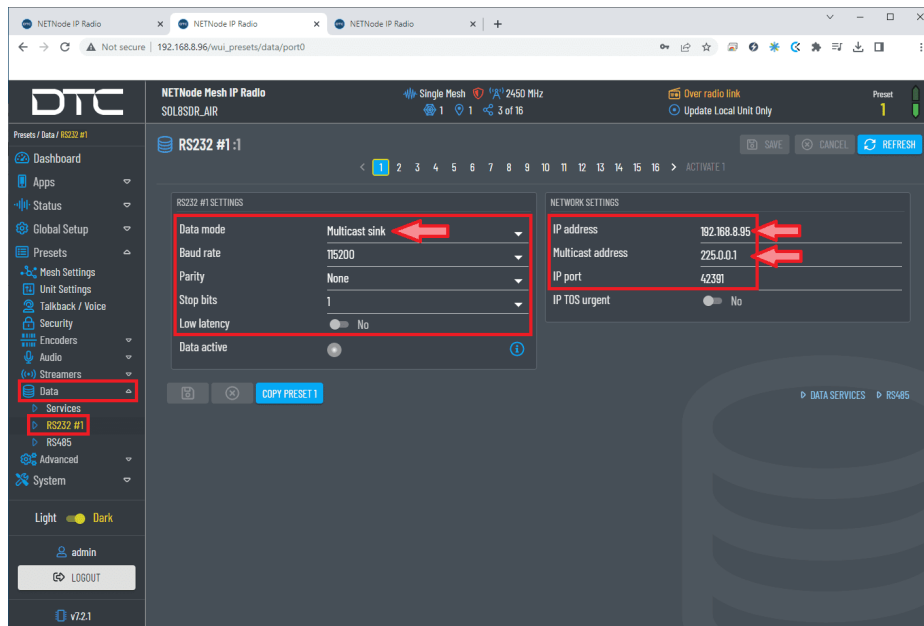 NETNode IP Radio
NETNode IP Radio
NETNode IP Radio
Not secure 192.168.8.96/wui_presets/data/port0
DTC
NETNode Mesh IP Radio
SOL8SDR_AIR
Single Mesh 2450 MHz
1 1 3 of 16
Over radio link
Update Local Unit Only
Preset
1
Presets / Data / RS232 #1
Dashboard
Apps
Status
Global Setup
Presets
Mesh Settings
Unit Settings
Talkback / Voice
Security
Encoders
Audio
Streamers
Data
Services
RS232 #1
RS485
Advanced
System
Light Dark
admin
LOGOUT
v7.2.1
RS232 #1 :1
SAVE CANCEL REFRESH
< 1 2 3 4 5 6 7 8 9 10 11 12 13 14 15 16 > ACTIVATE 1
RS232 #1 SETTINGS
Data mode Multicast sink
Baud rate 115200
Parity None
Stop bits 1
Low latency No
Data active
NETWORK SETTINGS
IP address 192.168.8.95
Multicast address 225.0.0.1
IP port 42391
IP TOS urgent No
COPY PRESET 1
DATA SERVICES RS485